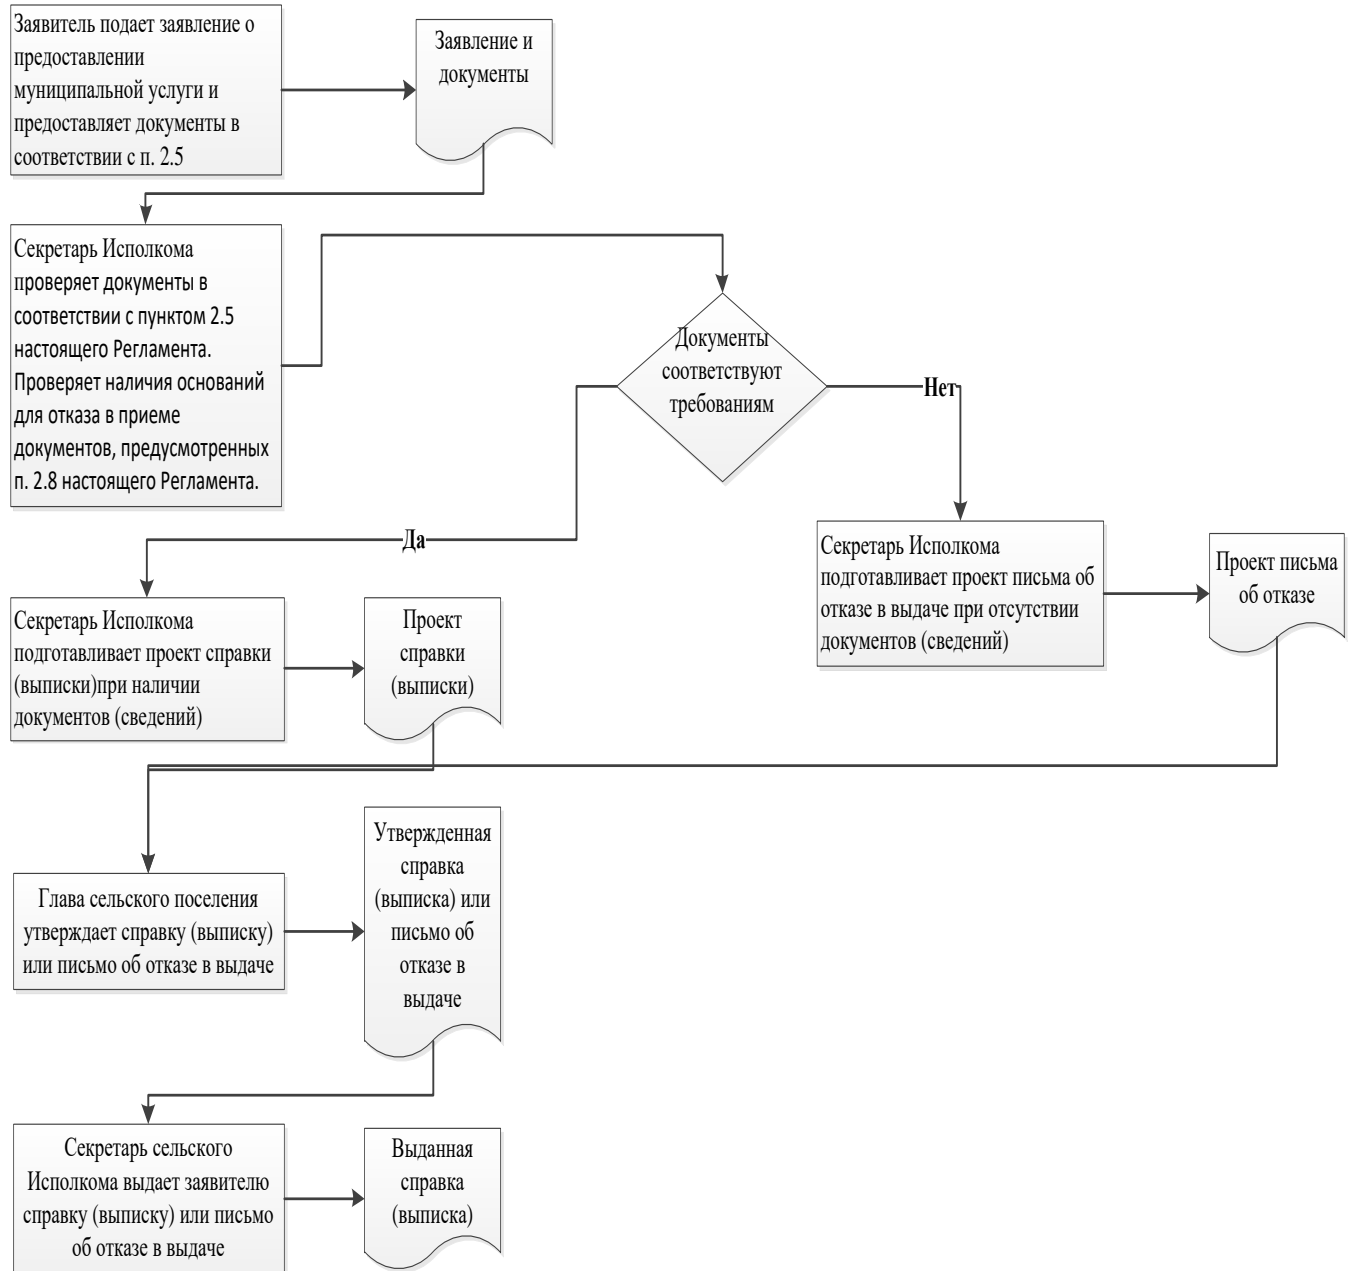 Заявитель подает заявление о
предоставлении
муниципальной услуги и
предоставляет документы в
соответствии с п. 2.5
Заявление и
документы
Секретарь Исполкома
проверяет документы в
соответствии с пунктом 2.5
настоящего Регламента.
Проверяет наличия оснований
для отказа в приеме
документов, предусмотренных
п. 2.8 настоящего Регламента.
Документы
соответствуют
требованиям
Нет
Да
Секретарь Исполкома
подготавливает проект письма об
отказе в выдаче при отсутствии
документов (сведений)
Проект письма
об отказе
Секретарь Исполкома
подготавливает проект справки
(выписки)при наличии
документов (сведений)
Проект
справки
(выписки)
Глава сельского поселения
утверждает справку (выписку)
или письмо об отказе в выдаче
Утвержденная
справка
(выписка) или
письмо об
отказе в
выдаче
Секретарь сельского
Исполкома выдает заявителю
справку (выписку) или письмо
об отказе в выдаче
Выданная
справка
(выписка)